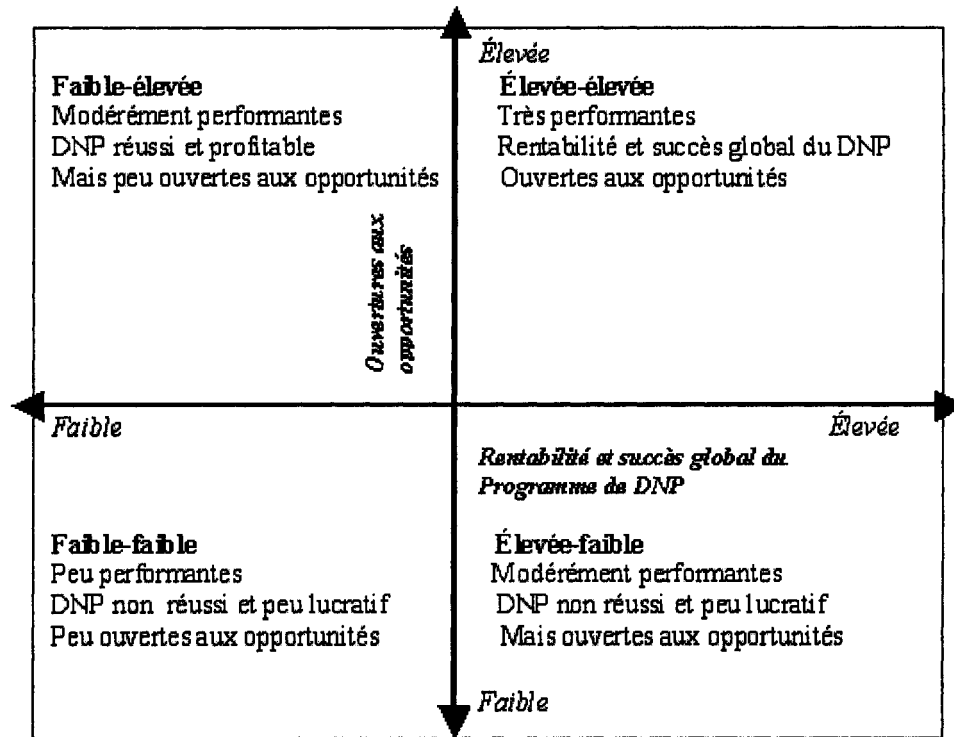 Élevée
Faible-élevée
Modérément performantes
DNP réussi et profitable
Mais peu ouvertes aux opportunités
Élevée-élevée
Très performantes
Rentabilité et succès global du DNP
Ouvertes aux opportunités
Ouvertures aux
opportunités
Faible
Élevée
Rentabilité et succès global du
Programme de DNP
Faible-faible
Peu performantes
DNP non réussi et peu lucratif
Peu ouvertes aux opportunités
Élevée-faible
Modérément performantes
DNP non réussi et peu lucratif
Mais ouvertes aux opportunités
Faible